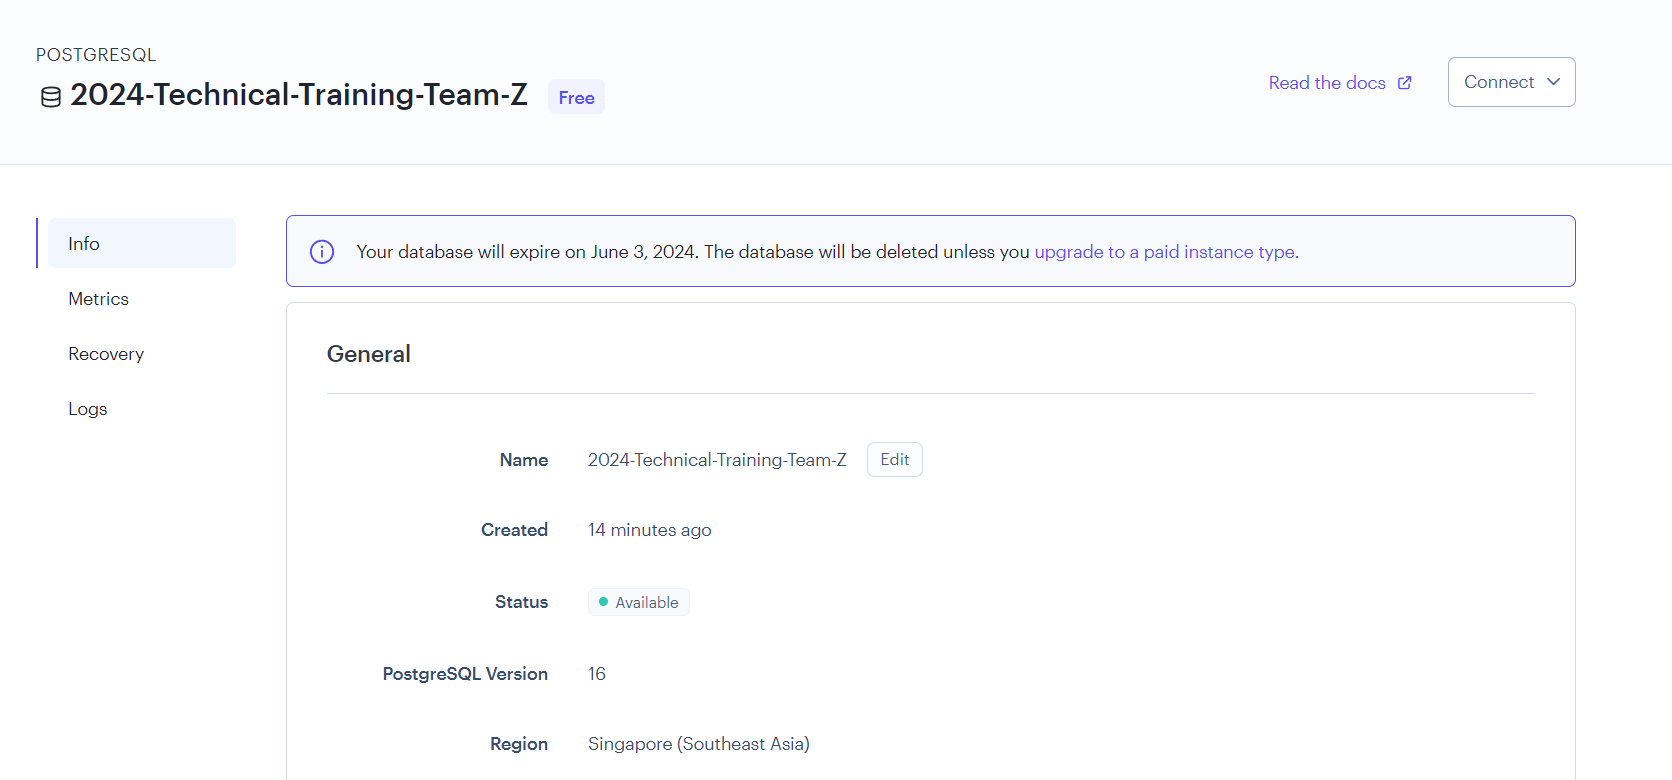 POSTGRESQL
2024-Technical-Training-Team-Z Free
Read the docs
Connect
Info
Metrics
Recovery
Logs
Your database will expire on June 3, 2024. The database will be deleted unless you upgrade to a paid instance type.
General
Name 2024-Technical-Training-Team-Z Edit
Created 14 minutes ago
Status Available
PostgreSQL Version 16
Region Singapore (Southeast Asia)